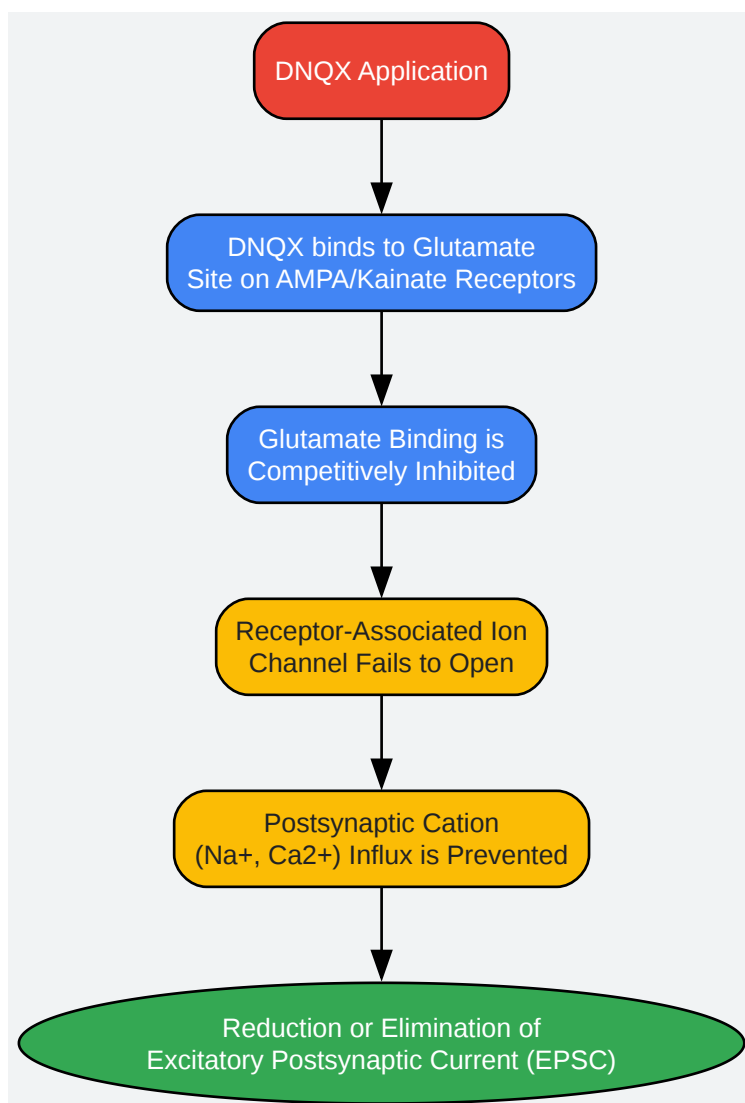 DNQX Application
DNQX binds to Glutamate
Site on AMPA/Kainate Receptors
Glutamate Binding is
Competitively Inhibited
Receptor-Associated Ion
Channel Fails to Open
Postsynaptic Cation
(Na+, Ca2+) Influx is Prevented
Reduction or Elimination of
Excitatory Postsynaptic Current (EPSC)